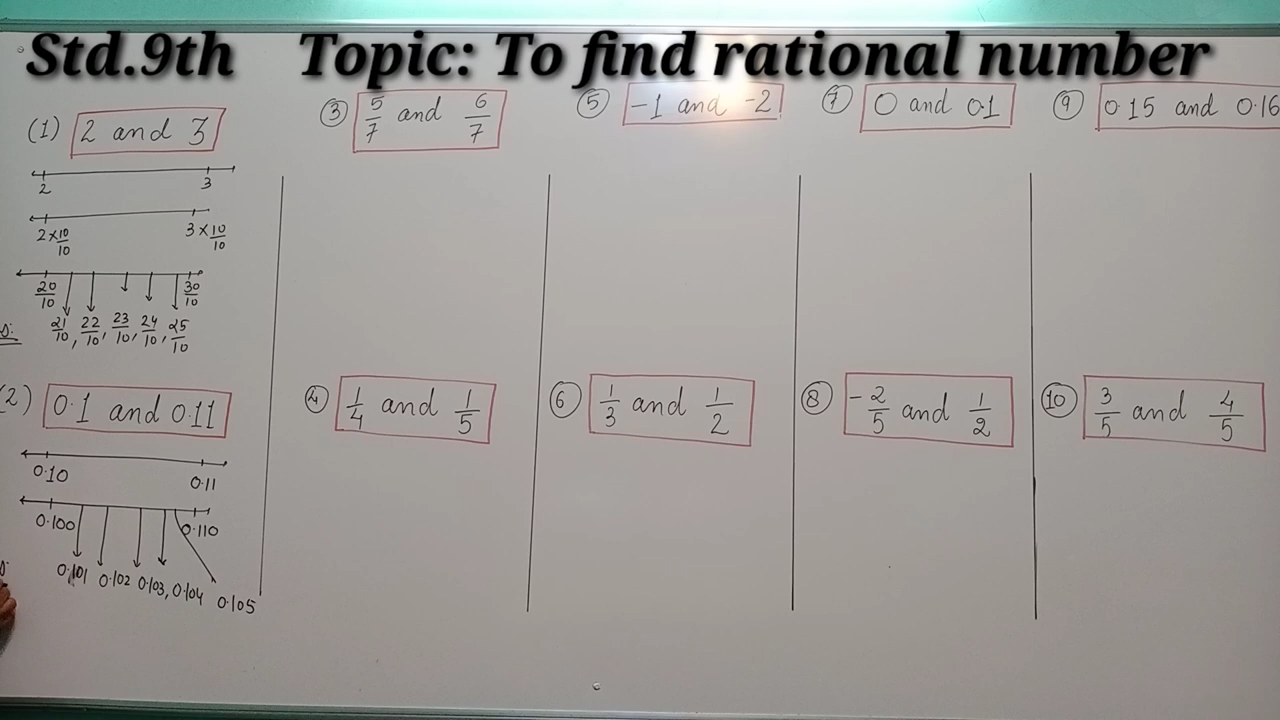 Std.9th Topic: To find rational number
(1) 2 and 3
2 3
2×10/10 3×10/10
20/10 30/10
21/10, 22/10, 23/10, 24/10, 25/10
(2) 0.1 and 0.11
0.10 0.11
0.100 0.110
0.101 0.102 0.103, 0.104 0.105
③ 5/7 and 6/7
④ 1/4 and 1/5
⑤ -1 and -2
⑥ 1/3 and 1/2
⑦ 0 and 0.1
⑧ -2/5 and 1/2
⑨ 0.15 and 0.16
⑩ 3/5 and 4/5